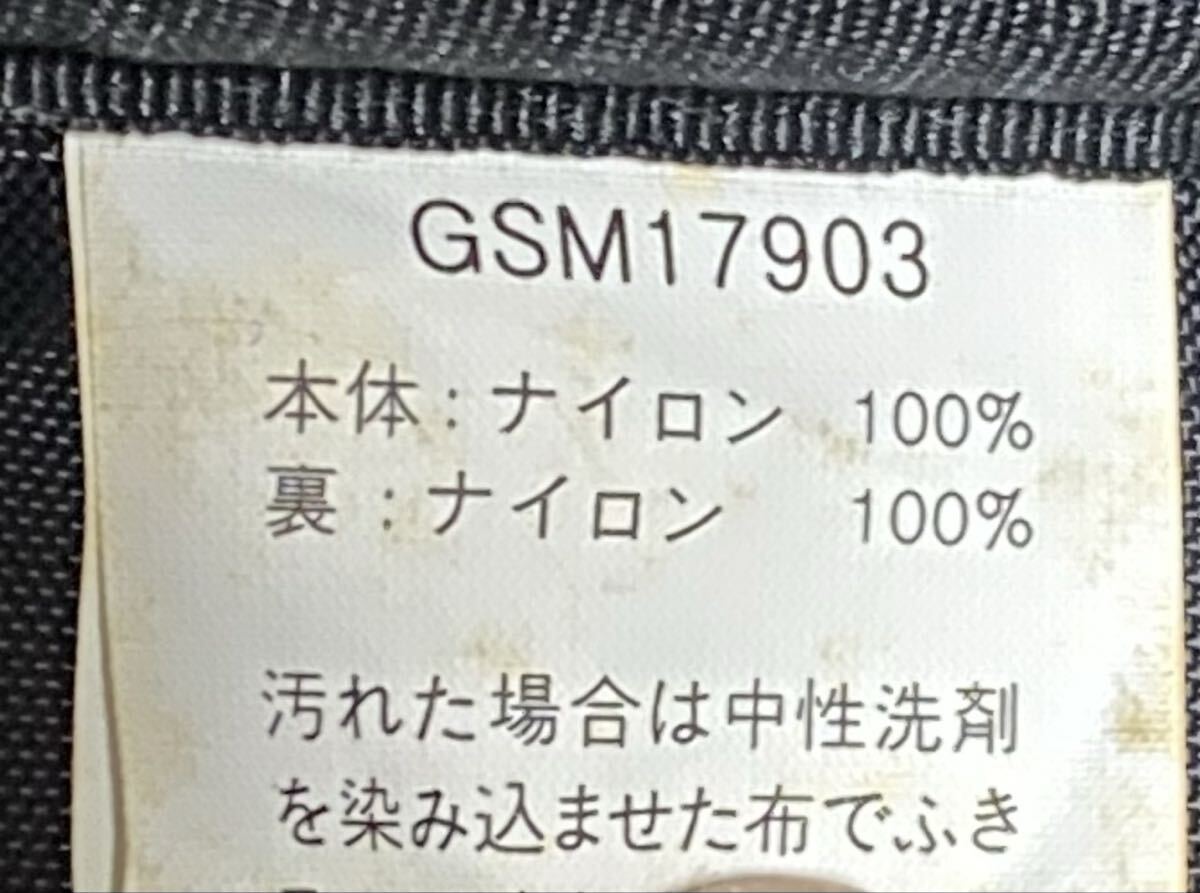 GSM17903
本体：ナイロン 100%
裏：ナイロン 100%
汚れた場合は中性洗剤
を染み込ませた布でふき